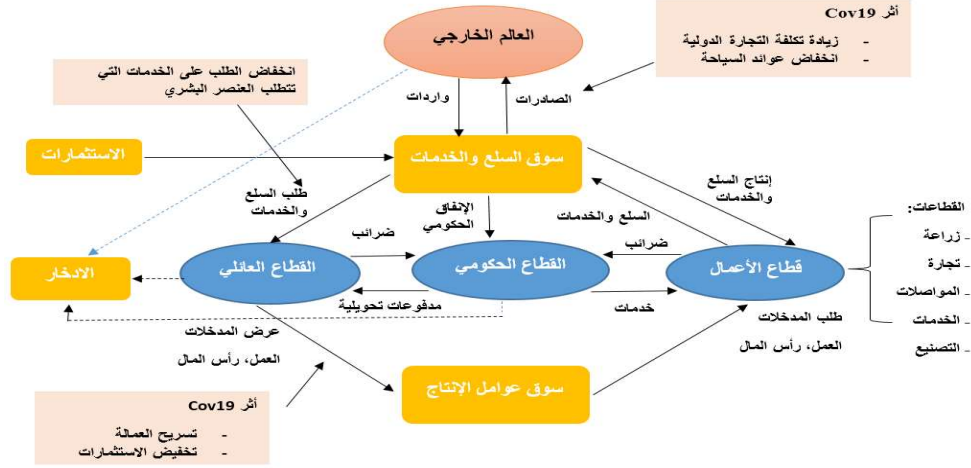 أثر Cov19
- زيادة تكلفة التجارة الدولية
- انخفاض عوائد السياحة
العالم الخارجي
انخفاض الطلب على الخدمات التي
تتطلب العنصر البشري
الصادرات
واردات
سوق السلع والخدمات
الاستثمارات
إنتاج السلع
والخدمات
طلب السلع
والخدمات
الإنفاق
الحكومي
السلع والخدمات
القطاعات:
- زراعة
- تجارة
- المواصلات
- الخدمات
- التصنيع
ضرائب
ضرائب
قطاع الأعمال
القطاع الحكومي
القطاع العائلي
الادخار
خدمات
مدفوعات تحويلية
طلب المدخلات
العمل، رأس المال
عرض المدخلات
العمل، رأس المال
سوق عوامل الإنتاج
أثر Cov19
- تسريح العمالة
- تخفيض الاستثمارات